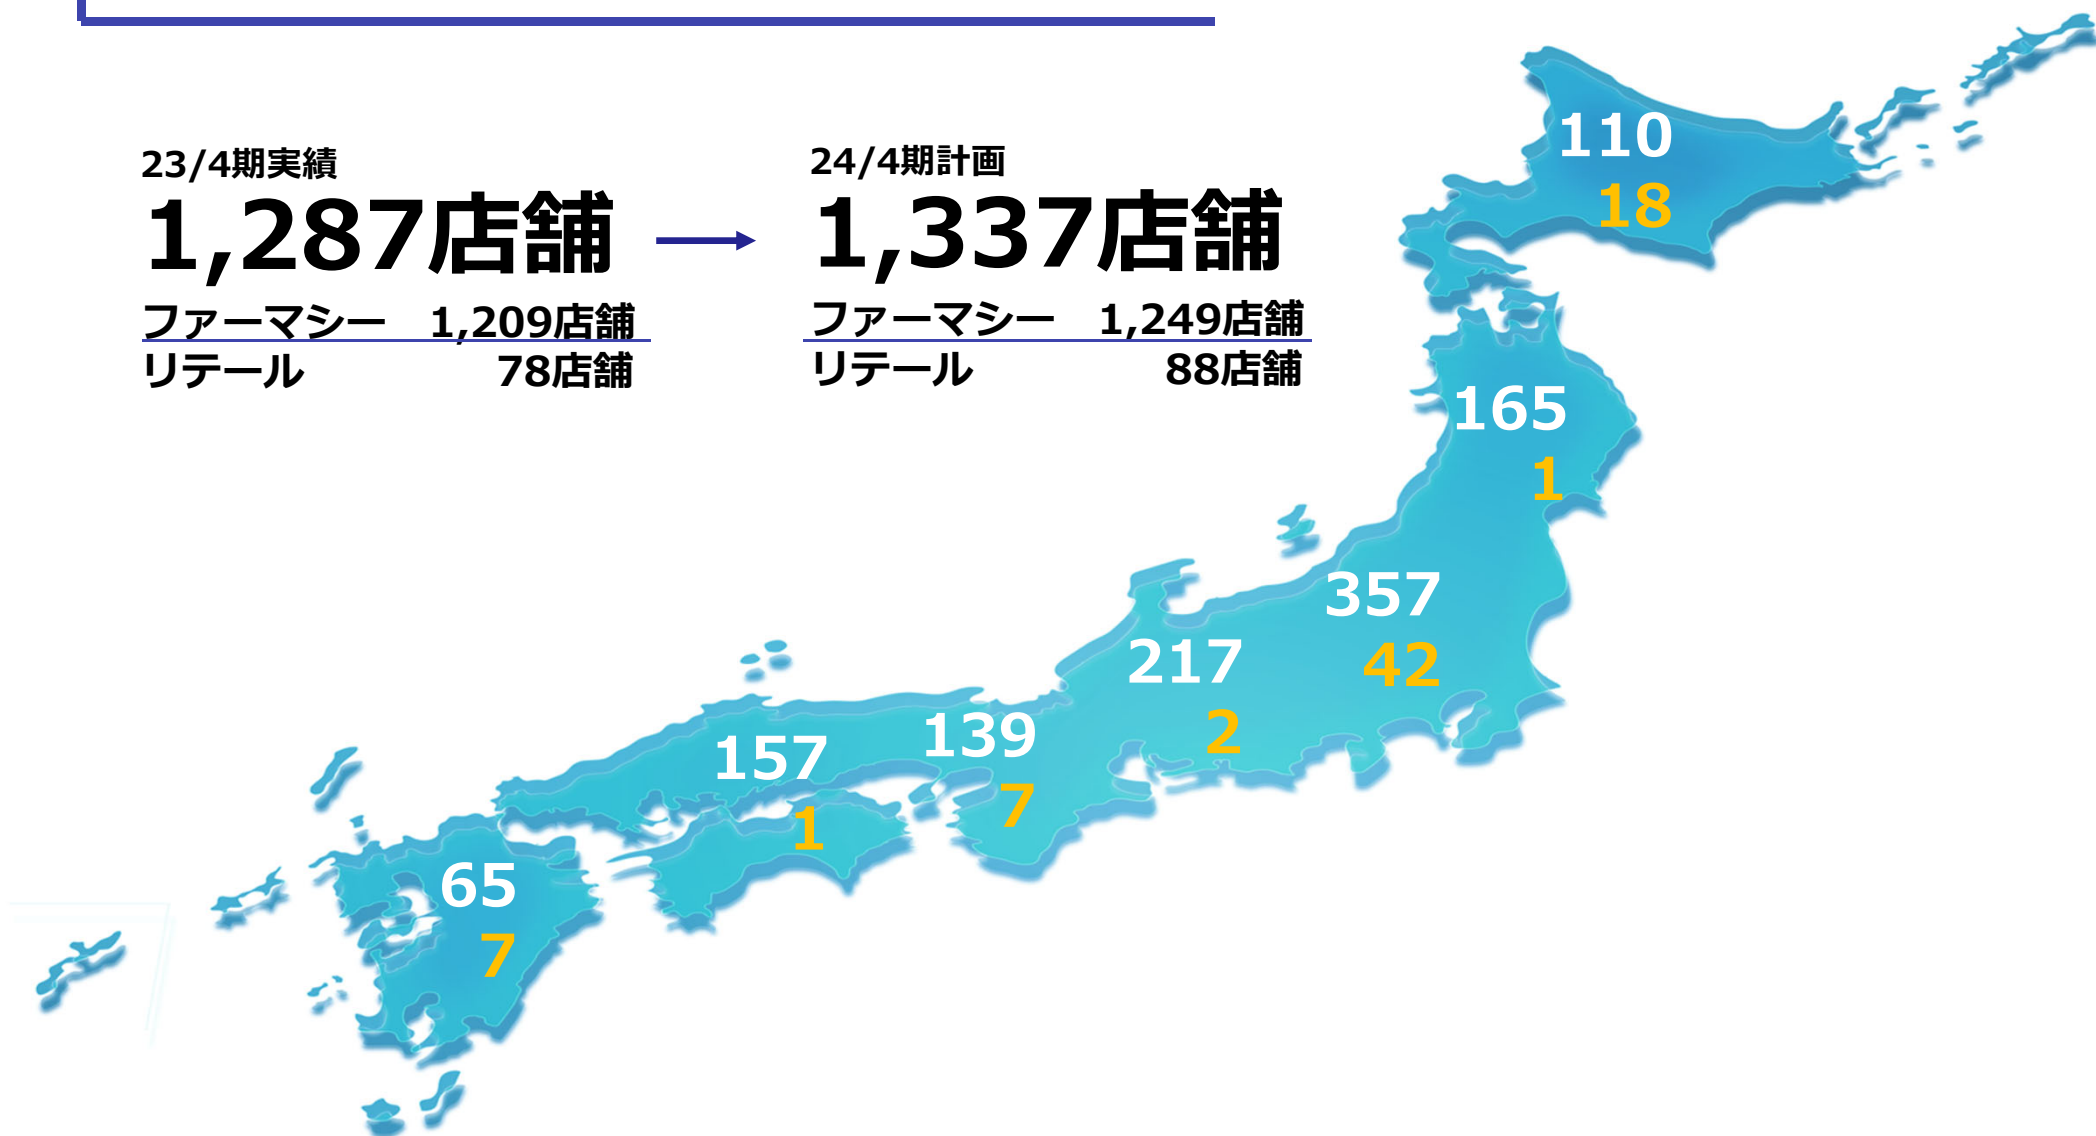 23/4期実績
1,287店舗
ファーマシー 1,209店舗
リテール 78店舗
24/4期計画
1,337店舗
ファーマシー 1,249店舗
リテール 88店舗
110
18
165
1
357
42
217
2
139
7
157
1
65
7